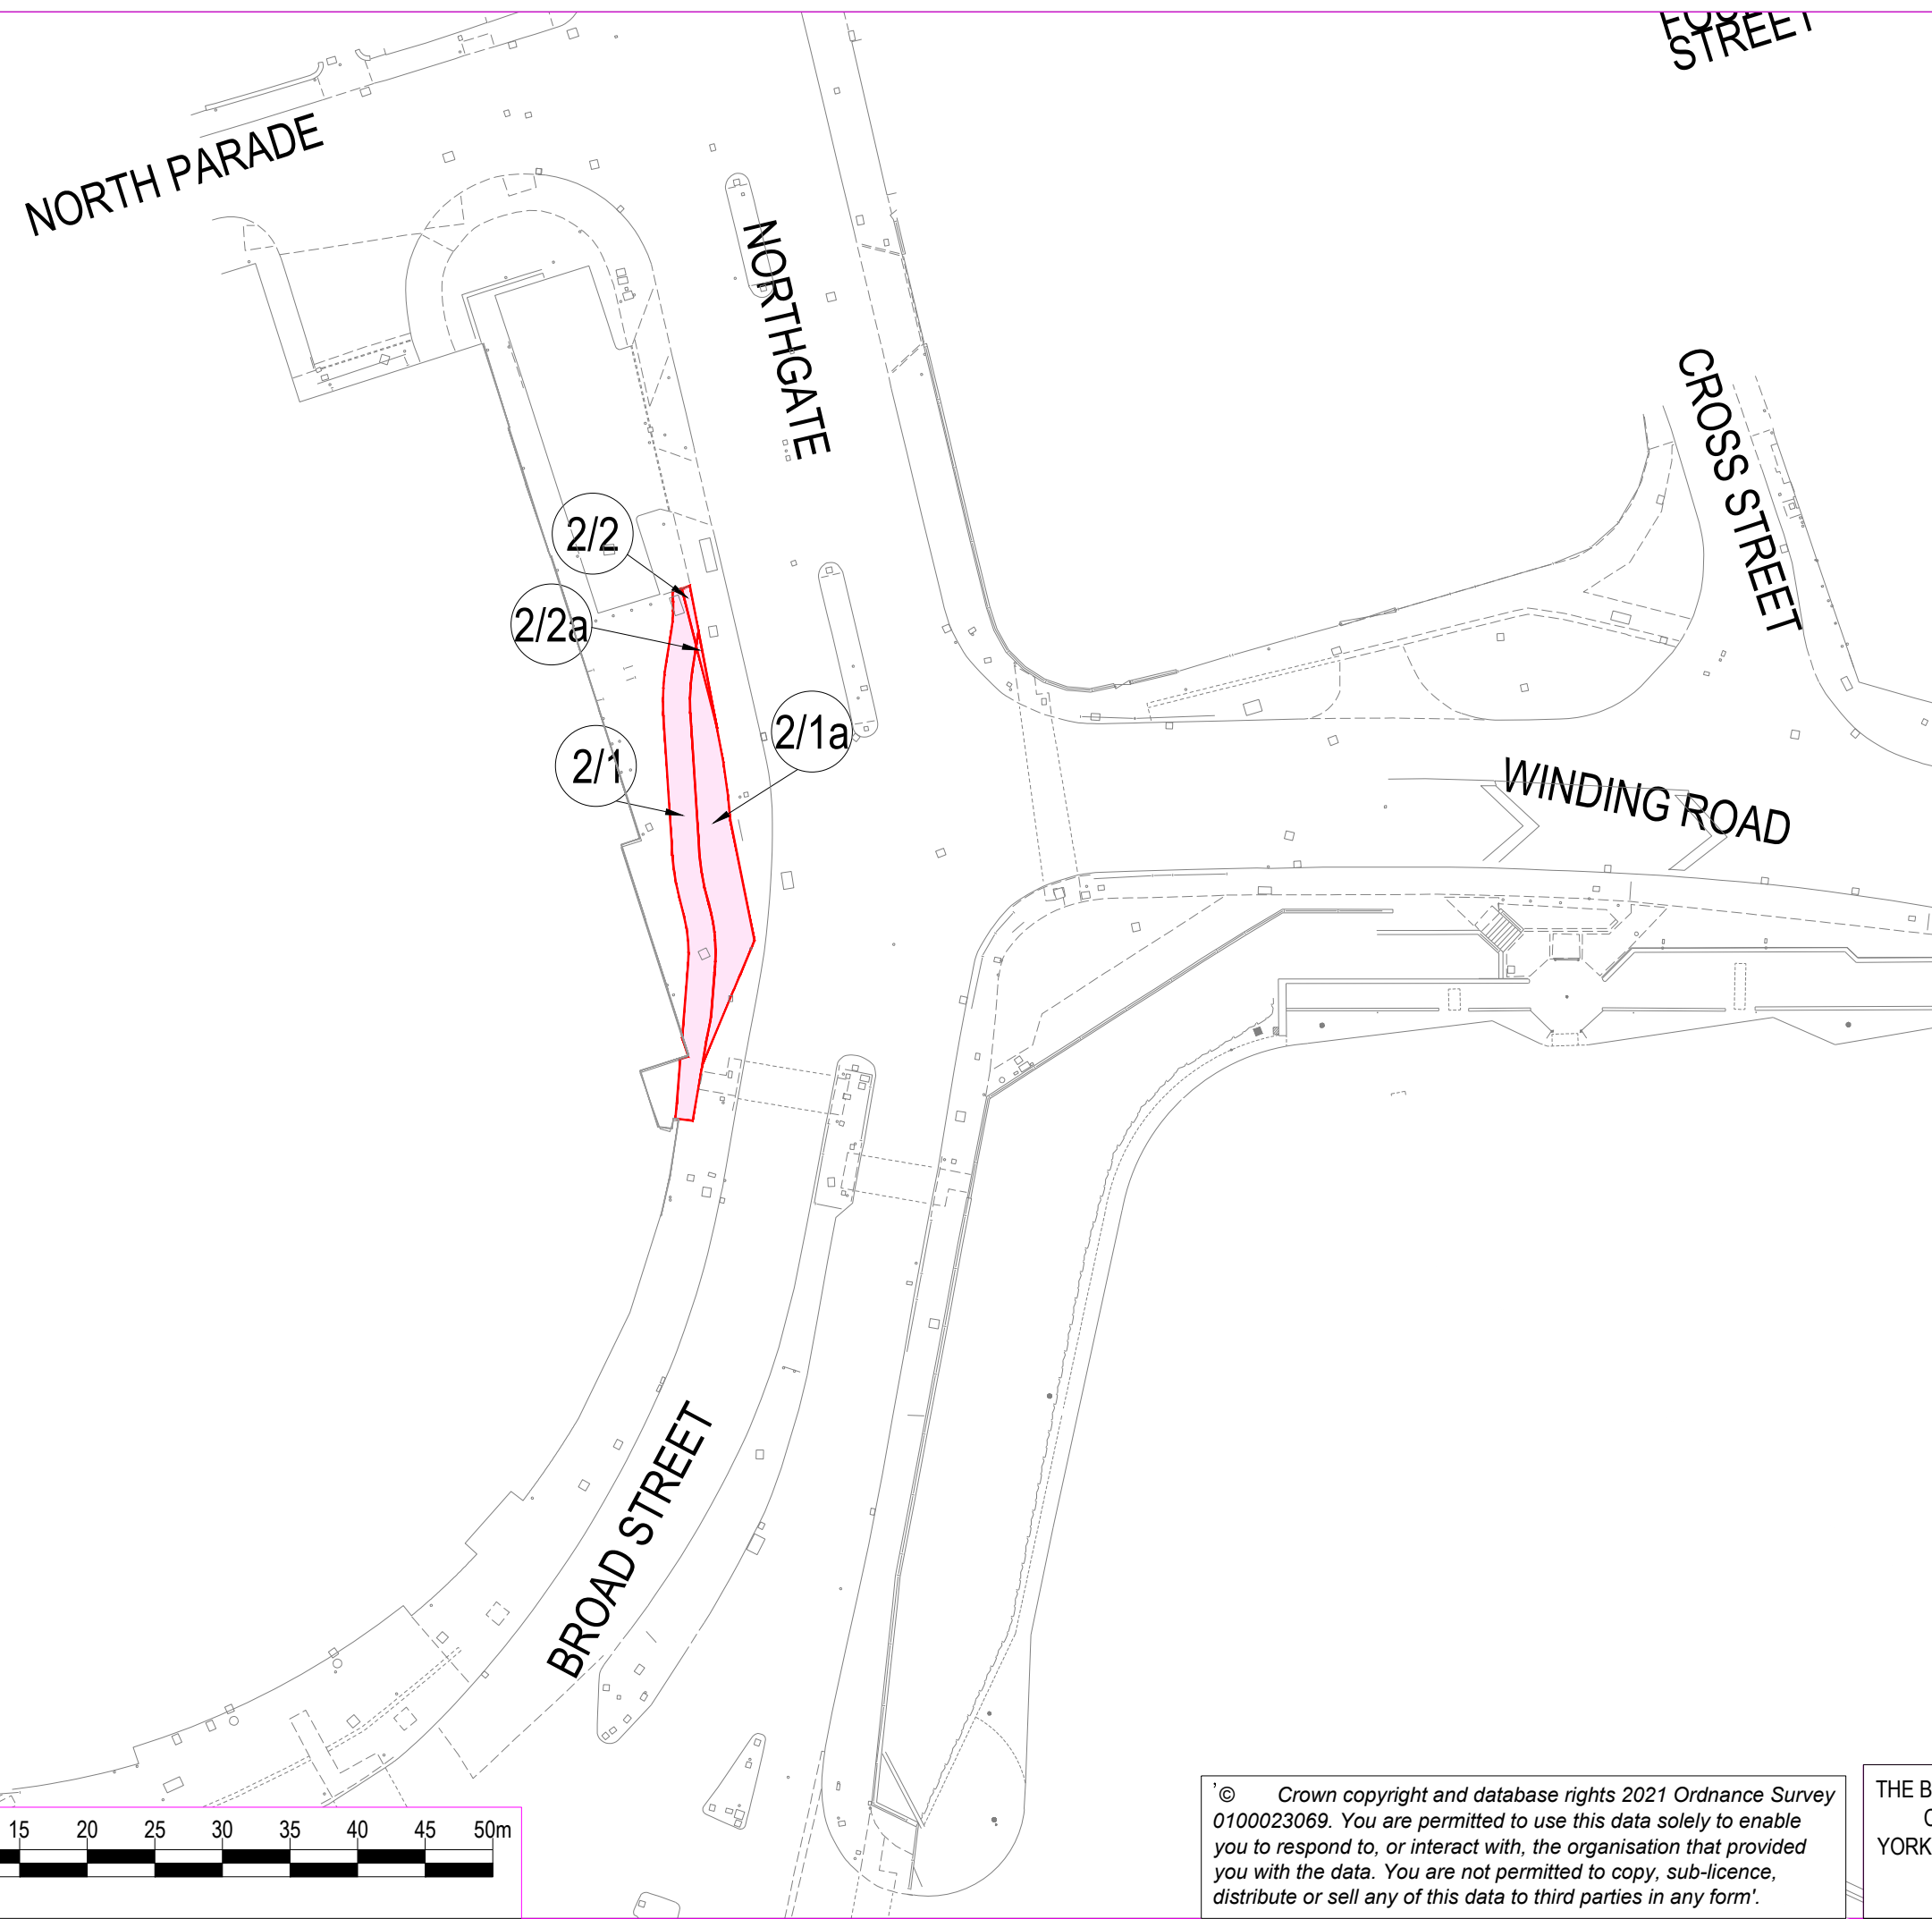 STREET
NORTH PARADE
NORTHGATE
CROSS STREET
2/2
2/2a
2/1a
2/1
WINDING ROAD
BROAD STREET
15 20 25 30 35 40 45 50m
'© Crown copyright and database rights 2021 Ordnance Survey
0100023069. You are permitted to use this data solely to enable
you to respond to, or interact with, the organisation that provided
you with the data. You are not permitted to copy, sub-licence,
distribute or sell any of this data to third parties in any form'.
THE B
YORK